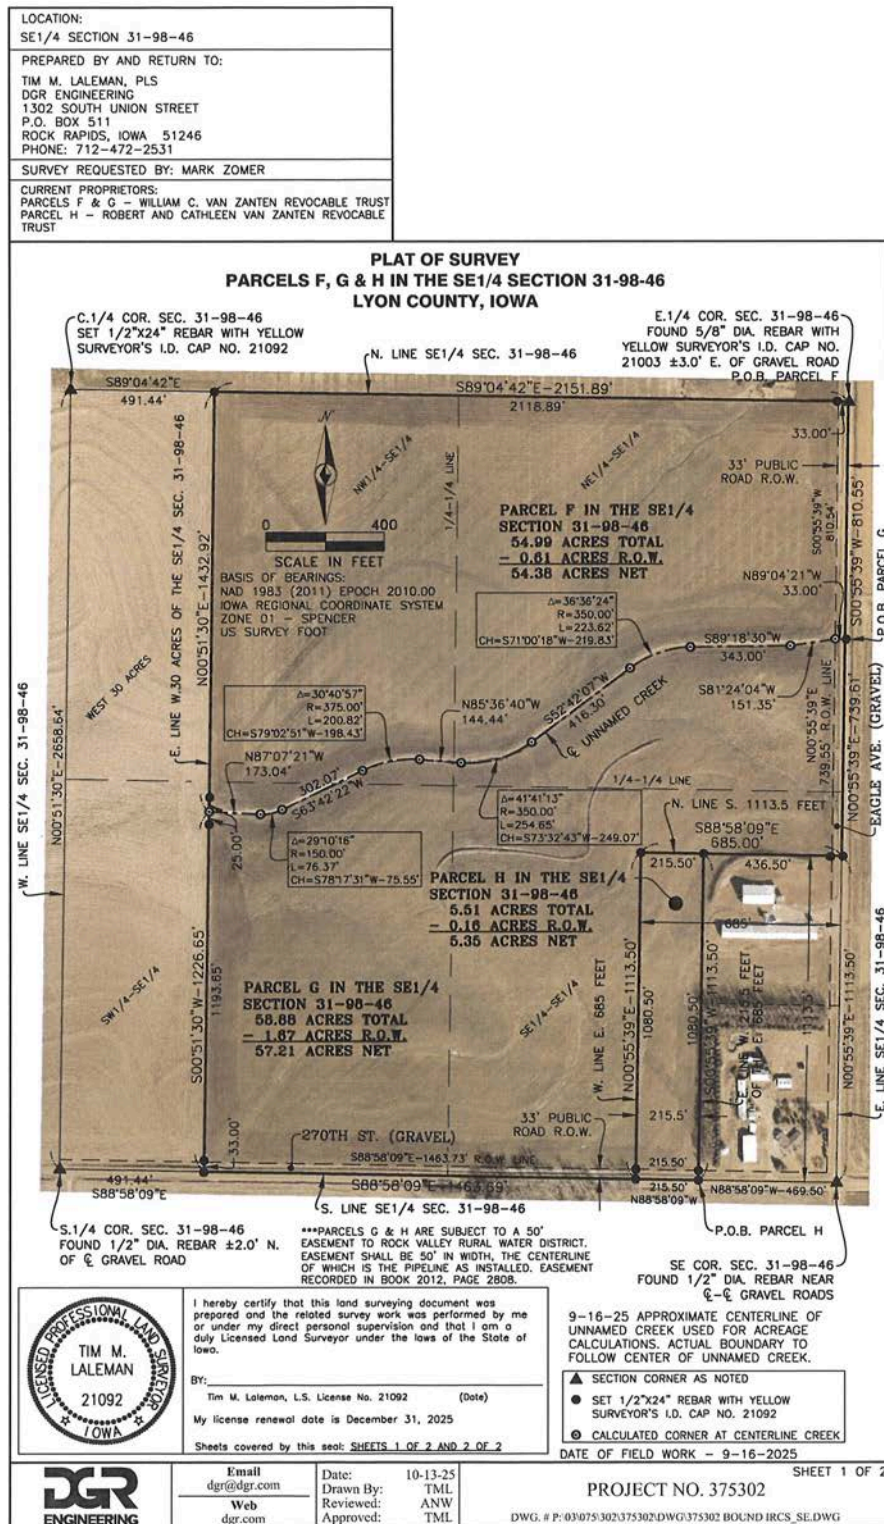 LOCATION:
SE1/4 SECTION 31-98-46
PREPARED BY AND RETURN TO:
TIM M. LALEMAN, PLS
DGR ENGINEERING
1302 SOUTH UNION STREET
P.O. BOX 511
ROCK RAPIDS, IOWA 51246
PHONE: 712-472-2531
SURVEY REQUESTED BY: MARK ZOMER
CURRENT PROPRIETORS:
PARCELS F & G - WILLIAM C. VAN ZANTEN REVOCABLE TRUST
PARCEL H - ROBERT AND CATHLEEN VAN ZANTEN REVOCABLE
TRUST
PLAT OF SURVEY
PARCELS F, G & H IN THE SE1/4 SECTION 31-98-46
LYON COUNTY, IOWA
C.1/4 COR. SEC. 31-98-46
SET 1/2"X24" REBAR WITH YELLOW
SURVEYOR'S I.D. CAP NO. 21092
N. LINE SE1/4 SEC. 31-98-46
E.1/4 COR. SEC. 31-98-46
FOUND 5/8" DIA. REBAR WITH
YELLOW SURVEYOR'S I.D. CAP NO.
21003 ±3.0' E. OF GRAVEL ROAD
P.O.B. PARCEL F
S89°04'42"E
491.44'
S89°04'42"E-2151.89'
2118.89'
33.00'
33' PUBLIC
ROAD R.O.W.
N
NW1/4-SE1/4
1/4-1/4 LINE
NE1/4-SE1/4
0 400
SCALE IN FEET
BASIS OF BEARINGS:
NAD 1983 (2011) EPOCH 2010.00
IOWA REGIONAL COORDINATE SYSTEM
ZONE 01 - SPENCER
US SURVEY FOOT
PARCEL F IN THE SE1/4
SECTION 31-98-46
54.99 ACRES TOTAL
- 0.61 ACRES R.O.W.
54.38 ACRES NET
S00°55'39"W
810.54'
S00°55'39"W-810.55'
N89°04'21"W
33.00'
P.O.B. PARCEL G
Δ=36°36'24"
R=350.00'
L=223.62'
CH=S71°00'18"W-219.83'
S89°18'30"W
343.00'
S81°24'04"W
151.35'
WEST 30 ACRES
E. LINE W.30 ACRES OF THE SE1/4 SEC. 31-98-46
N00°51'30"E-1432.92'
W. LINE SE1/4 SEC. 31-98-46
N00°51'30"E-2658.64'
Δ=30°40'57"
R=375.00'
L=200.82'
CH=S79°02'51"W-198.43'
N85°36'40"W
144.44'
S52°42'07"W
416.30'
℄ UNNAMED CREEK
N87°07'21"W
173.04'
302.07'
S63°42'22"W
1/4-1/4 LINE
N00°55'39"E
739.55' R.O.W. LINE
N00°55'39"E-739.61'
EAGLE AVE. (GRAVEL)
Δ=41°41'13"
R=350.00'
L=254.65'
CH=S73°32'43"W-249.07'
N. LINE S. 1113.5 FEET
S88°58'09"E
685.00'
215.50' 436.50'
25.00'
Δ=29°10'16"
R=150.00'
L=76.37'
CH=S78°17'31"W-75.55'
PARCEL H IN THE SE1/4
SECTION 31-98-46
5.51 ACRES TOTAL
- 0.16 ACRES R.O.W.
5.35 ACRES NET
685'
PARCEL G IN THE SE1/4
SECTION 31-98-46
58.88 ACRES TOTAL
- 1.67 ACRES R.O.W.
57.21 ACRES NET
S00°51'30"W-1226.65'
1193.65'
SW1/4-SE1/4
SE1/4-SE1/4
W. LINE E. 685 FEET
N00°55'39"E-1113.50'
1080.50'
1080.50'
S00°55'39"W-1113.50'
E. LINE W. 215.5 FEET
OF THE E. 685 FEET
1113.5'
N00°55'39"E-1113.50'
E. LINE SE1/4 SEC. 31-98-46
33' PUBLIC
ROAD R.O.W.
215.5'
33.00'
270TH ST. (GRAVEL)
S88°58'09"E-1463.73' R.O.W. LINE
S88°58'09"E-1463.69'
491.44'
S88°58'09"E
215.50'
215.50'
N88°58'09"W
N88°58'09"W-469.50'
S. LINE SE1/4 SEC. 31-98-46
P.O.B. PARCEL H
S.1/4 COR. SEC. 31-98-46
FOUND 1/2" DIA. REBAR ±2.0' N.
OF ℄ GRAVEL ROAD
***PARCELS G & H ARE SUBJECT TO A 50'
EASEMENT TO ROCK VALLEY RURAL WATER DISTRICT.
EASEMENT SHALL BE 50' IN WIDTH, THE CENTERLINE
OF WHICH IS THE PIPELINE AS INSTALLED. EASEMENT
RECORDED IN BOOK 2012, PAGE 2808.
SE COR. SEC. 31-98-46
FOUND 1/2" DIA. REBAR NEAR
℄-℄ GRAVEL ROADS
LICENSED PROFESSIONAL LAND SURVEYOR
TIM M.
LALEMAN
21092
IOWA
I hereby certify that this land surveying document was
prepared and the related survey work was performed by me
or under my direct personal supervision and that I am a
duly Licensed Land Surveyor under the laws of the State of
Iowa.
BY:
Tim M. Laleman, L.S. License No. 21092 (Date)
My license renewal date is December 31, 2025
Sheets covered by this seal: SHEETS 1 OF 2 AND 2 OF 2
9-16-25 APPROXIMATE CENTERLINE OF
UNNAMED CREEK USED FOR ACREAGE
CALCULATIONS. ACTUAL BOUNDARY TO
FOLLOW CENTER OF UNNAMED CREEK.
SECTION CORNER AS NOTED
SET 1/2"X24" REBAR WITH YELLOW
SURVEYOR'S I.D. CAP NO. 21092
CALCULATED CORNER AT CENTERLINE CREEK
DATE OF FIELD WORK - 9-16-2025
SHEET 1 OF 2
DGR
ENGINEERING
Email
dgr@dgr.com
Web
dgr.com
Date: 10-13-25
Drawn By: TML
Reviewed: ANW
Approved: TML
PROJECT NO. 375302
DWG. # P:\03\075\302\375302\DWG\375302 BOUND IRCS_SE.DWG